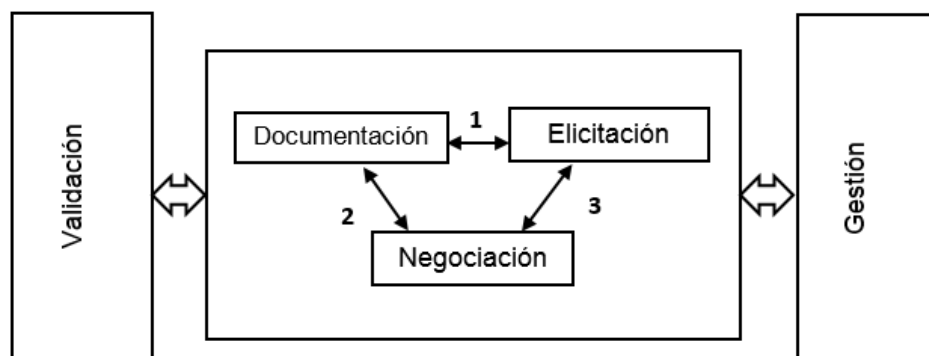 Validación
Documentación
1
Elicitación
2
3
Negociación
Gestión